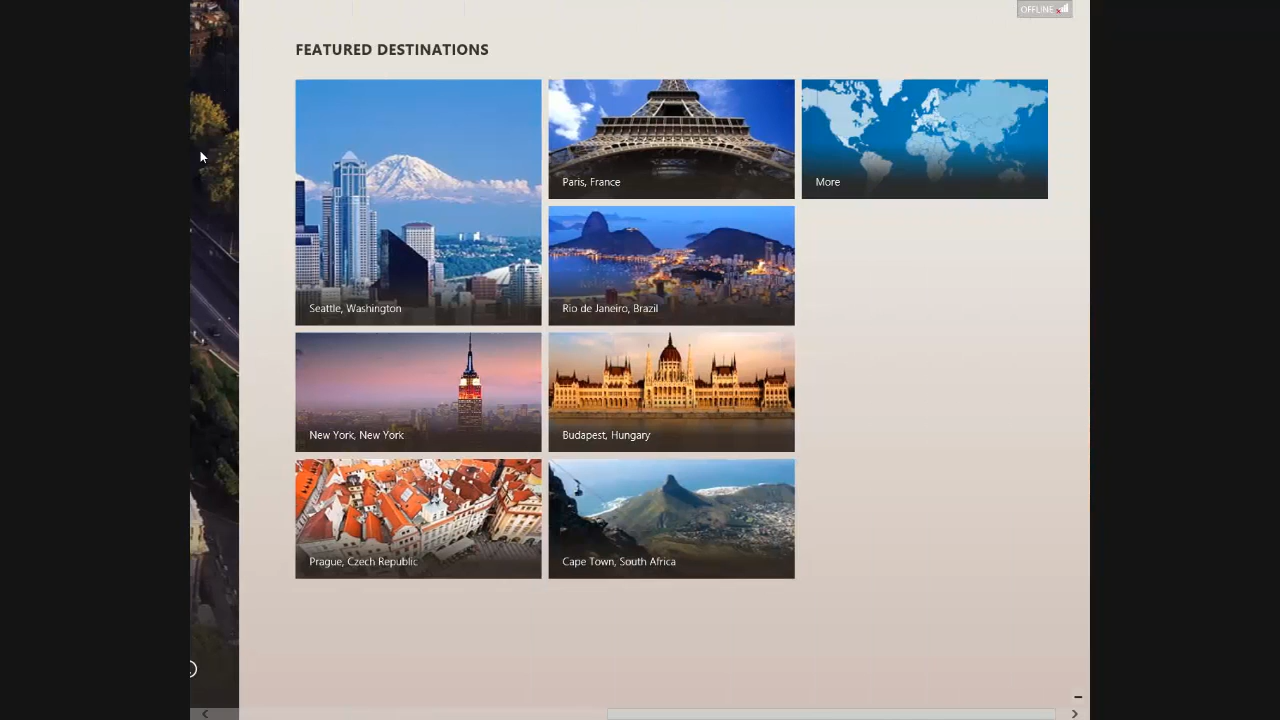 OFFLINE
FEATURED DESTINATIONS
Seattle, Washington
Paris, France
More
Rio de Janeiro, Brazil
New York, New York
Budapest, Hungary
Prague, Czech Republic
Cape Town, South Africa